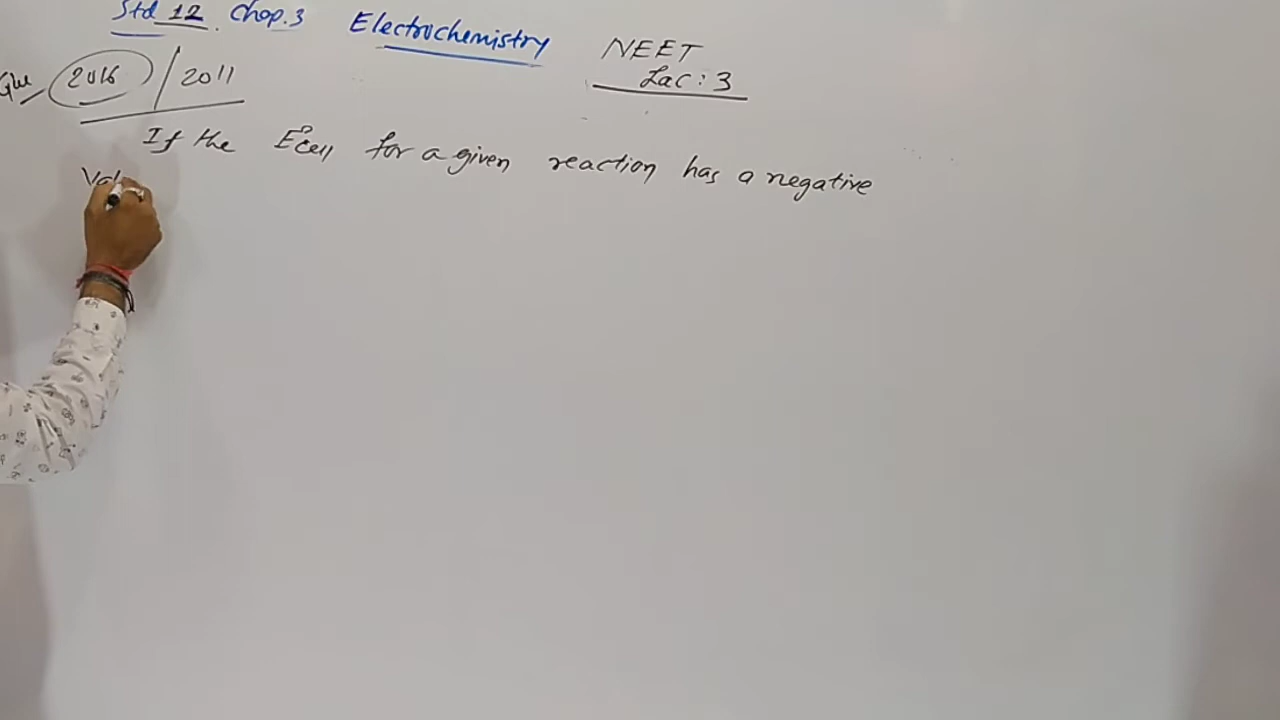 Std 12. Chap.3 Electrochemistry NEET
Lac: 3
Que 2016 / 2011
If the E°cell for a given reaction has a negative
Val